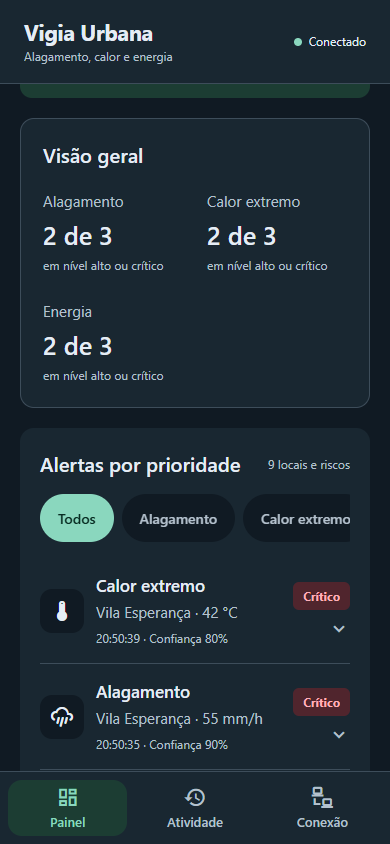 Vigia Urbana
Alagamento, calor e energia
Conectado
Visão geral
Alagamento
2 de 3
em nível alto ou crítico
Calor extremo
2 de 3
em nível alto ou crítico
Energia
2 de 3
em nível alto ou crítico
Alertas por prioridade
9 locais e riscos
Todos
Alagamento
Calor extremo
Calor extremo
Vila Esperança · 42 °C
20:50:39 · Confiança 80%
Crítico
Alagamento
Vila Esperança · 55 mm/h
20:50:35 · Confiança 90%
Crítico
Painel
Atividade
Conexão